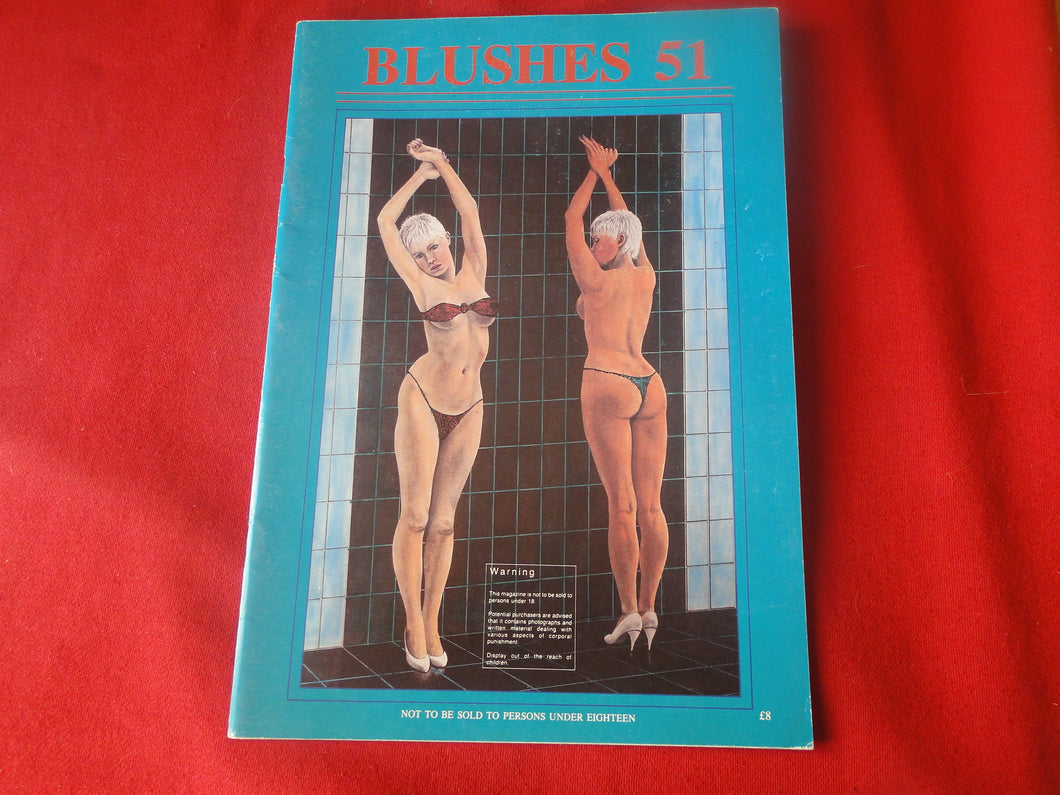 BLUSHES 51
Warning
This magazine is not to be sold to
persons under 18.
Potential purchasers are advised
that it contains photographs and
written material dealing with
various aspects of corporal
punishment.
Display out of the reach of
children.
NOT TO BE SOLD TO PERSONS UNDER EIGHTEEN
£8